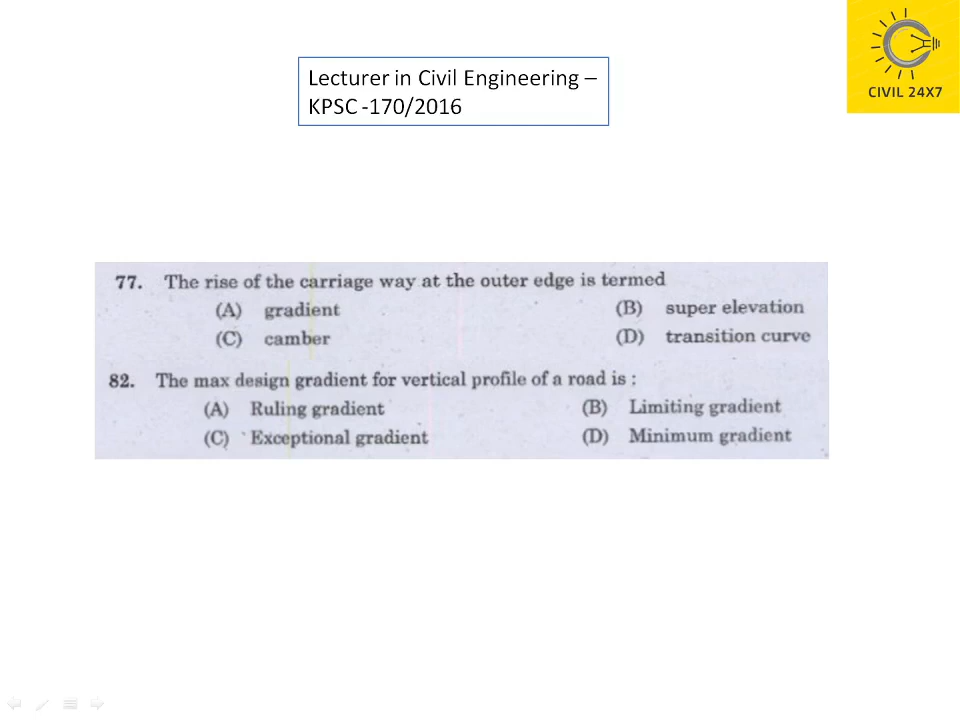 CIVIL 24X7
Lecturer in Civil Engineering –
KPSC -170/2016
77. The rise of the carriage way at the outer edge is termed
(A) gradient (B) super elevation
(C) camber (D) transition curve
82. The max design gradient for vertical profile of a road is :
(A) Ruling gradient (B) Limiting gradient
(C) Exceptional gradient (D) Minimum gradient